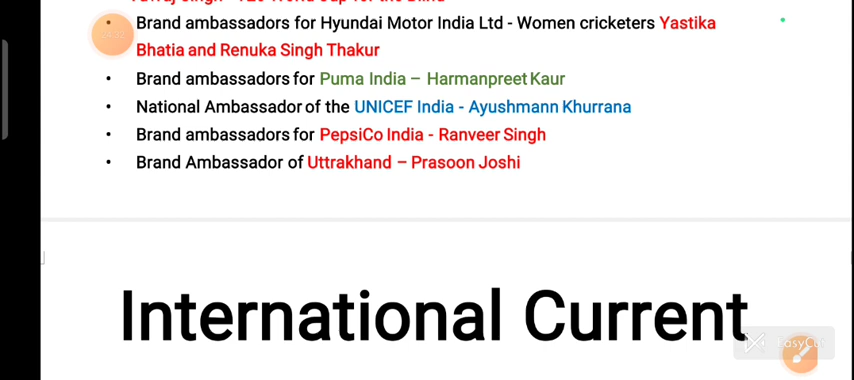 Brand ambassadors for Hyundai Motor India Ltd - Women cricketers Yastika
Bhatia and Renuka Singh Thakur
Brand ambassadors for Puma India – Harmanpreet Kaur
National Ambassador of the UNICEF India - Ayushmann Khurrana
Brand ambassadors for PepsiCo India - Ranveer Singh
Brand Ambassador of Uttrakhand – Prasoon Joshi
International Current